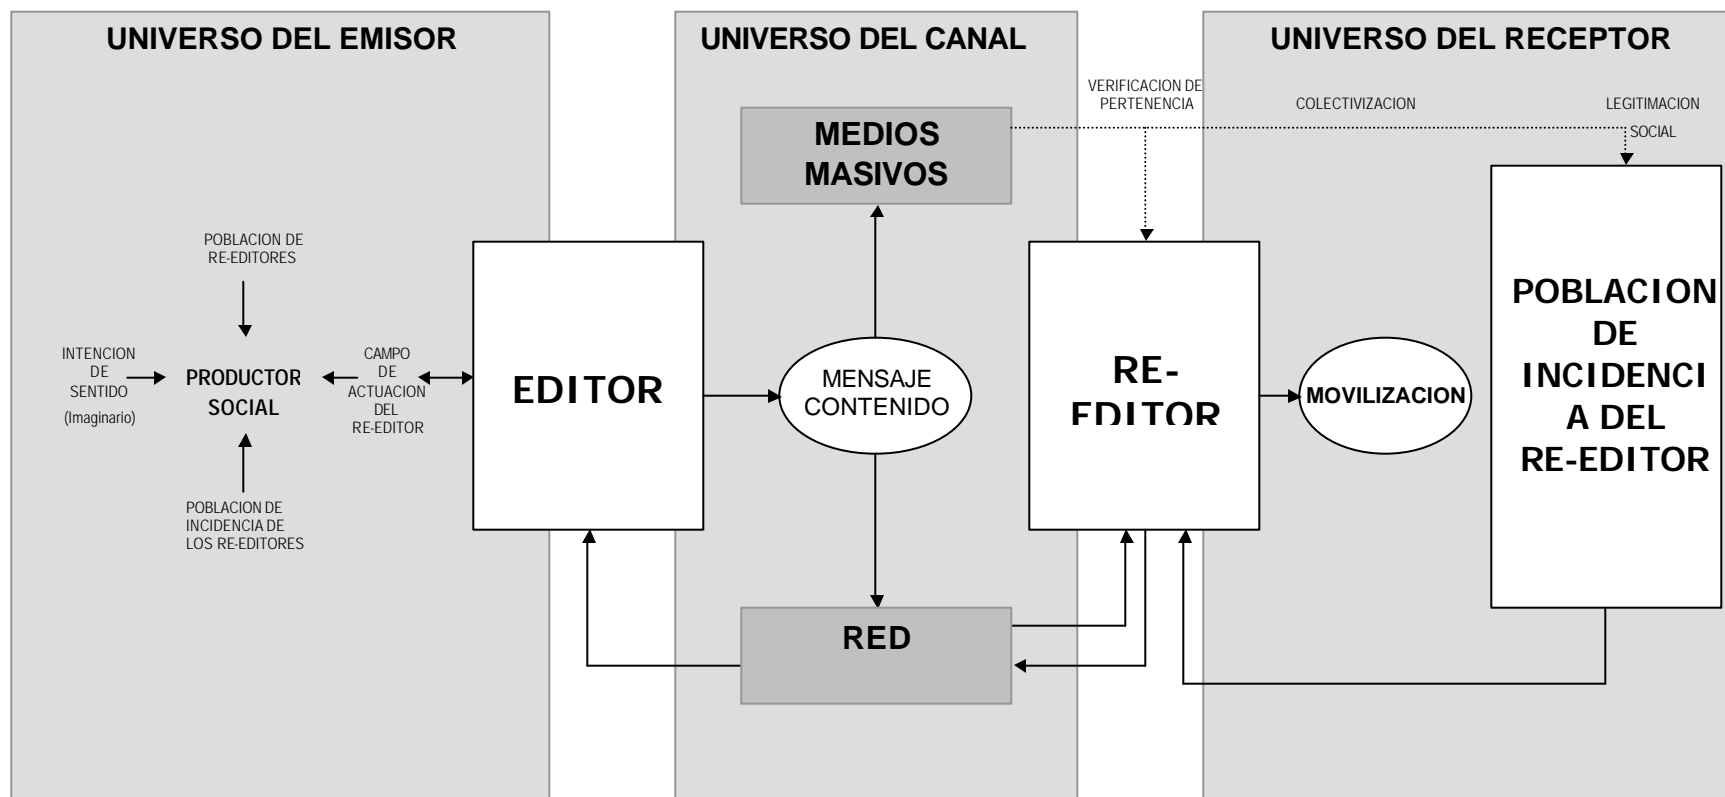 UNIVERSO DEL EMISOR
UNIVERSO DEL CANAL
UNIVERSO DEL RECEPTOR
VERIFICACION DE
PERTENENCIA
COLECTIVIZACION
LEGITIMACION
SOCIAL
MEDIOS
MASIVOS
POBLACION DE
RE-EDITORES
INTENCION
DE
SENTIDO
(Imaginario)
PRODUCTOR
SOCIAL
CAMPO
DE
ACTUACION
DEL
RE-EDITOR
POBLACION DE
INCIDENCIA DE
LOS RE-EDITORES
EDITOR
MENSAJE
CONTENIDO
RE-
EDITOR
MOVILIZACION
POBLACION
DE
INCIDENCI
A DEL
RE-EDITOR
RED